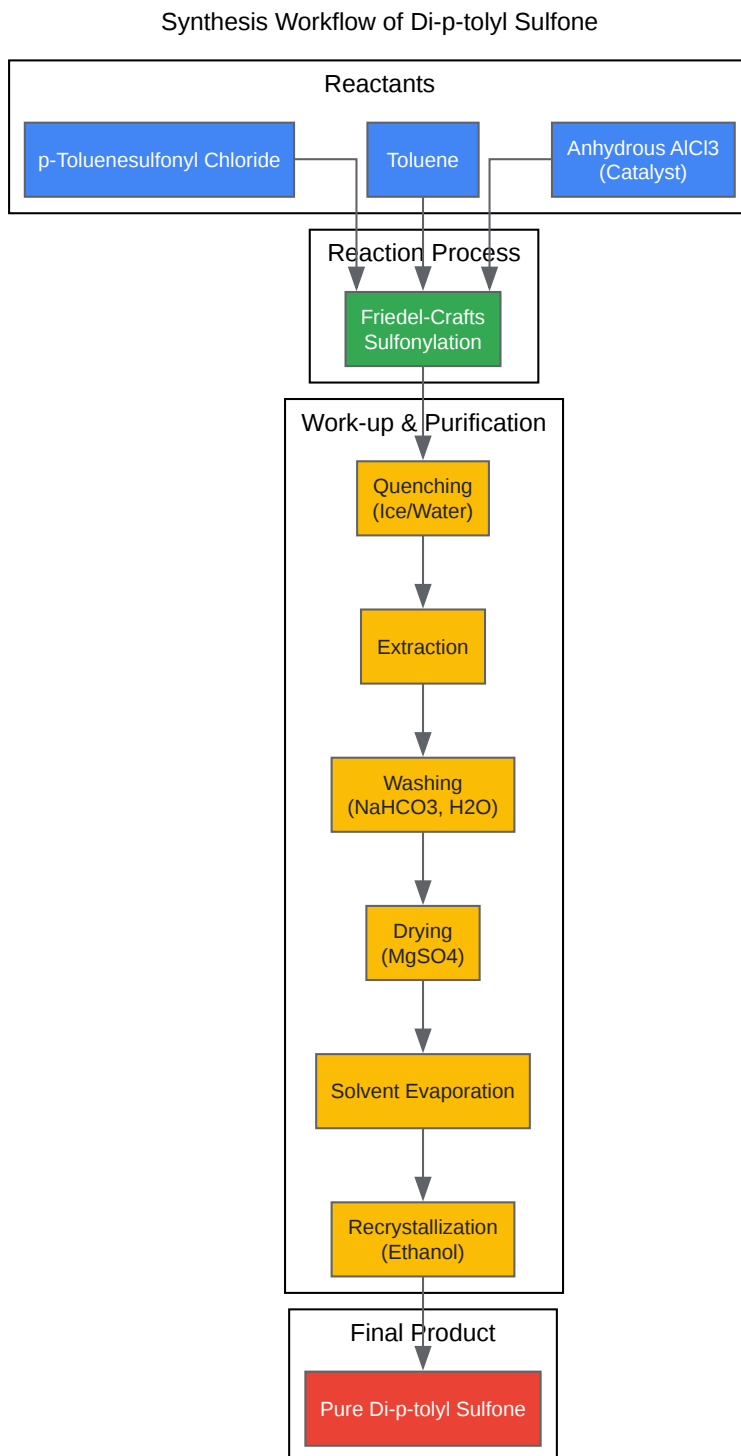 Synthesis Workflow of Di-p-tolyl Sulfone
Reactants
p-Toluenesulfonyl Chloride
Toluene
Anhydrous AlCl3
(Catalyst)
Reaction Process
Friedel-Crafts
Sulfonylation
Work-up & Purification
Quenching
(Ice/Water)
Extraction
Washing
(NaHCO3, H2O)
Drying
(MgSO4)
Solvent Evaporation
Recrystallization
(Ethanol)
Final Product
Pure Di-p-tolyl Sulfone